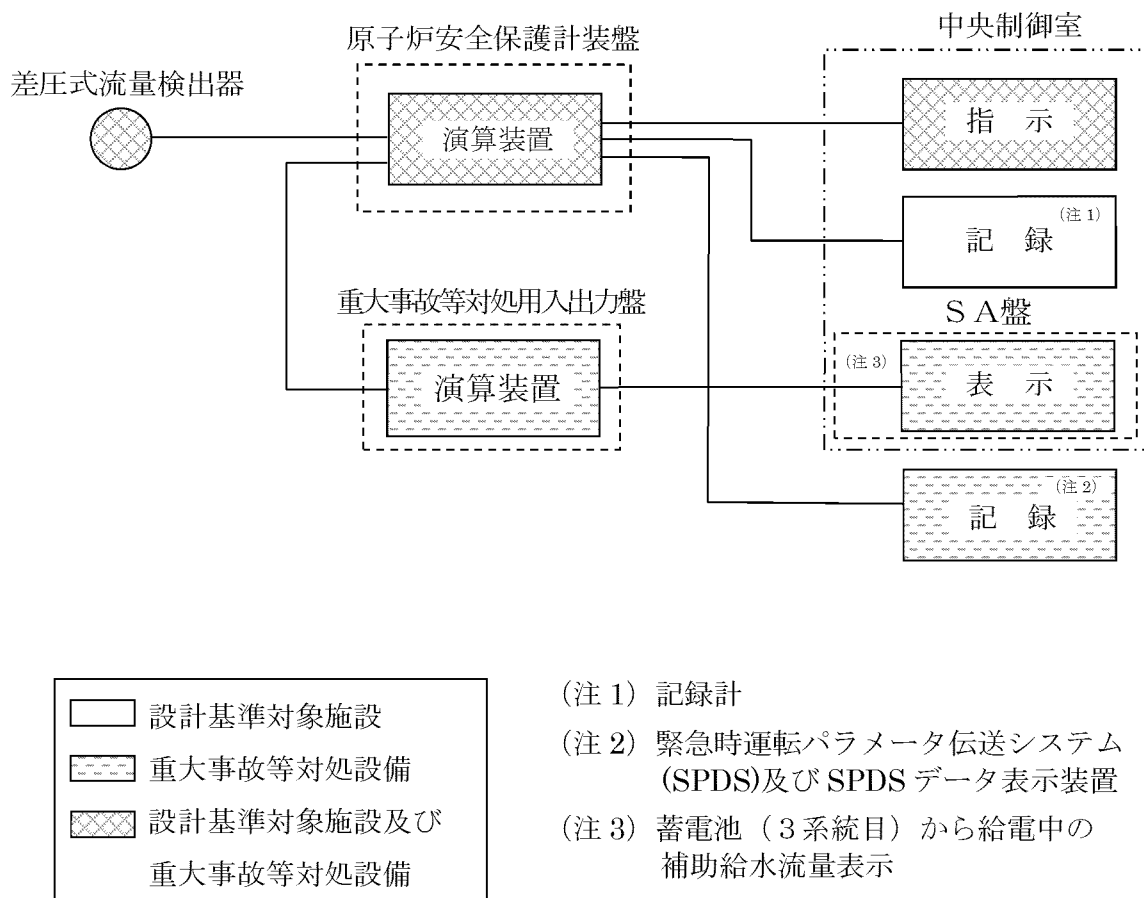 中央制御室
原子炉安全保護計装盤
差圧式流量検出器
演算装置
指 示
(注 1)
記 録
重大事故等対処用入出力盤
SA盤
演算装置
(注 3)
表 示
(注 2)
記 録
設計基準対象施設
重大事故等対処設備
設計基準対象施設及び
重大事故等対処設備
(注 1) 記録計
(注 2) 緊急時運転パラメータ伝送システム
(SPDS)及び SPDS データ表示装置
(注 3) 蓄電池（3系統目）から給電中の
補助給水流量表示